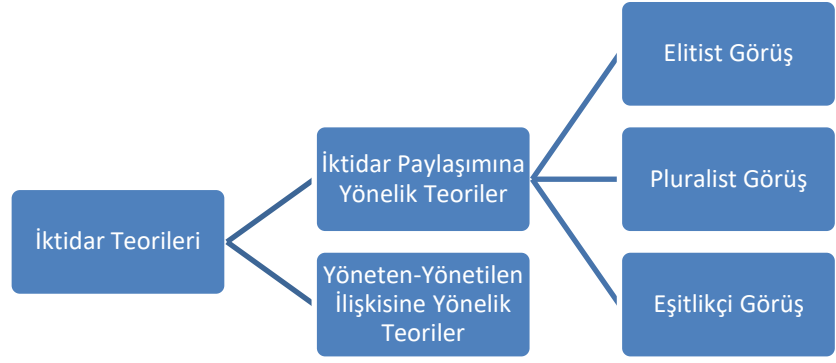 İktidar Teorileri
İktidar Paylaşımına
Yönelik Teoriler
Yöneten-Yönetilen
İlişkisine Yönelik
Teoriler
Elitist Görüş
Pluralist Görüş
Eşitlikçi Görüş